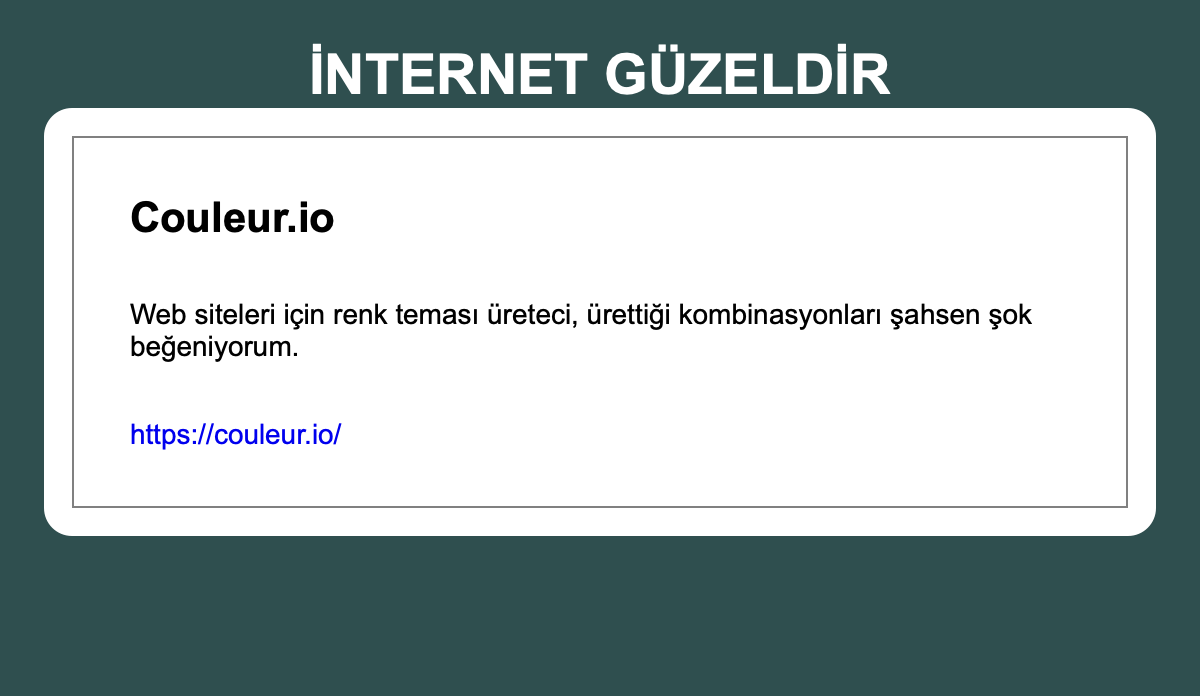 İNTERNET GÜZELDİR
Couleur.io
Web siteleri için renk teması üreteci, ürettiği kombinasyonları şahsen şok
beğeniyorum.
https://couleur.io/